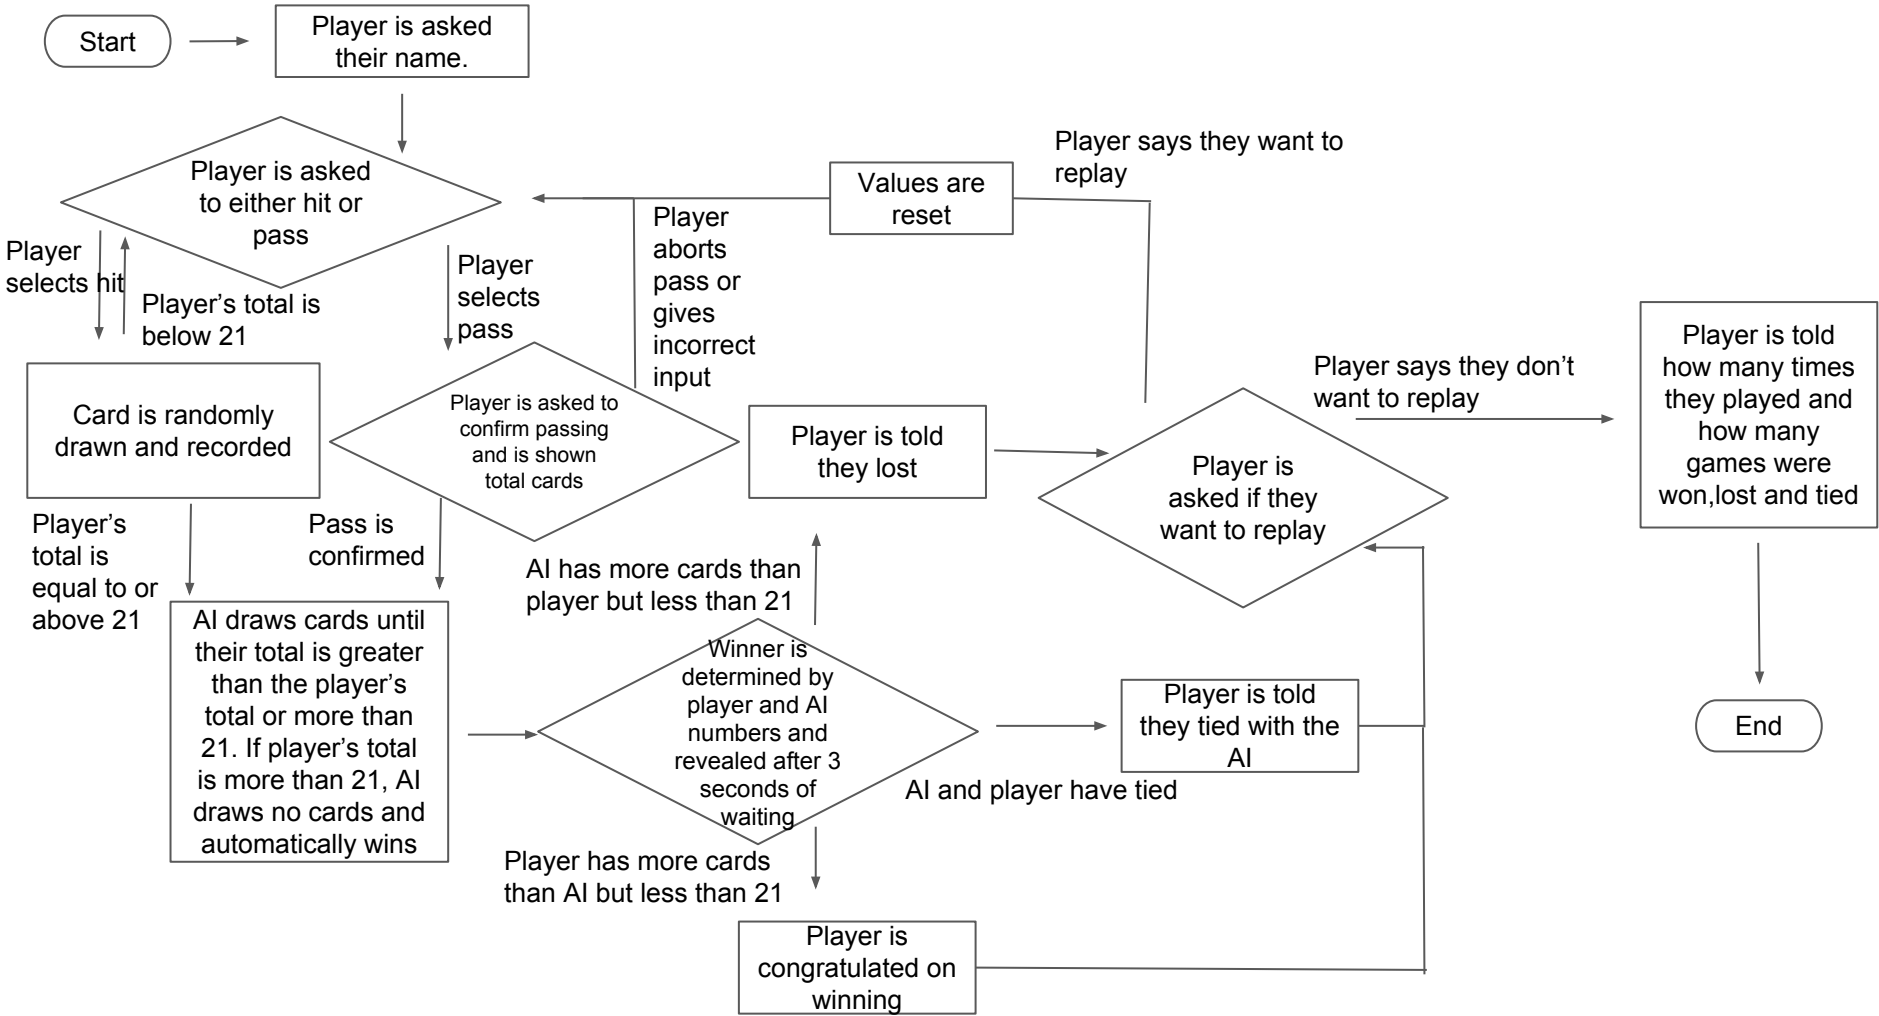 Start
Player is asked
their name.
Player is asked
to either hit or
pass
Player says they want to
replay
Values are
reset
Player
selects hit
Player's total is
below 21
Player
selects
pass
Player
aborts
pass or
gives
incorrect
input
Card is randomly
drawn and recorded
Player is asked to
confirm passing
and is shown
total cards
Player is told
they lost
Player is
asked if they
want to replay
Player says they don't
want to replay
Player is told
how many times
they played and
how many
games were
won,lost and tied
Player's
total is
equal to or
above 21
Pass is
confirmed
AI has more cards than
player but less than 21
AI draws cards until
their total is greater
than the player's
total or more than
21. If player's total
is more than 21, AI
draws no cards and
automatically wins
Winner is
determined by
player and AI
numbers and
revealed after 3
seconds of
waiting
Player is told
they tied with the
AI
AI and player have tied
End
Player has more cards
than AI but less than 21
Player is
congratulated on
winning